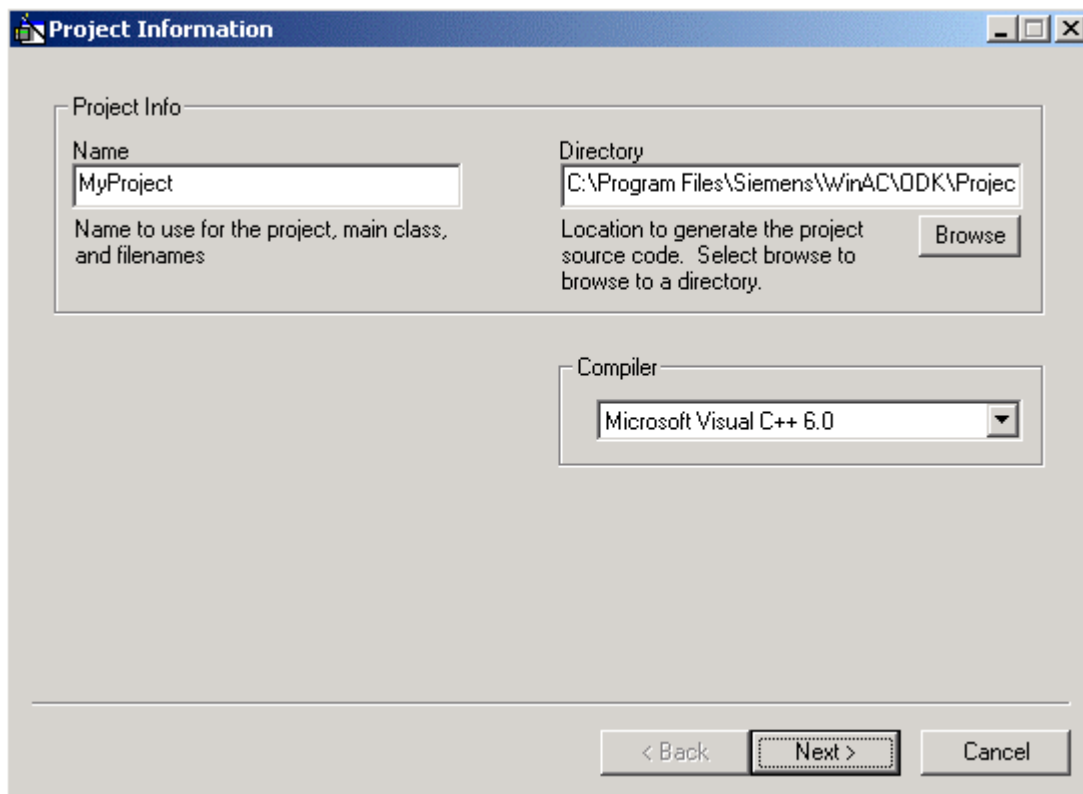 Project Information
Project Info
Name
MyProject
Name to use for the project, main class,
and filenames
Directory
C:\Program Files\Siemens\WinAC\ODK\Projec
Location to generate the project
source code. Select browse to
browse to a directory.
Browse
Compiler
Microsoft Visual C++ 6.0
< Back
Next >
Cancel